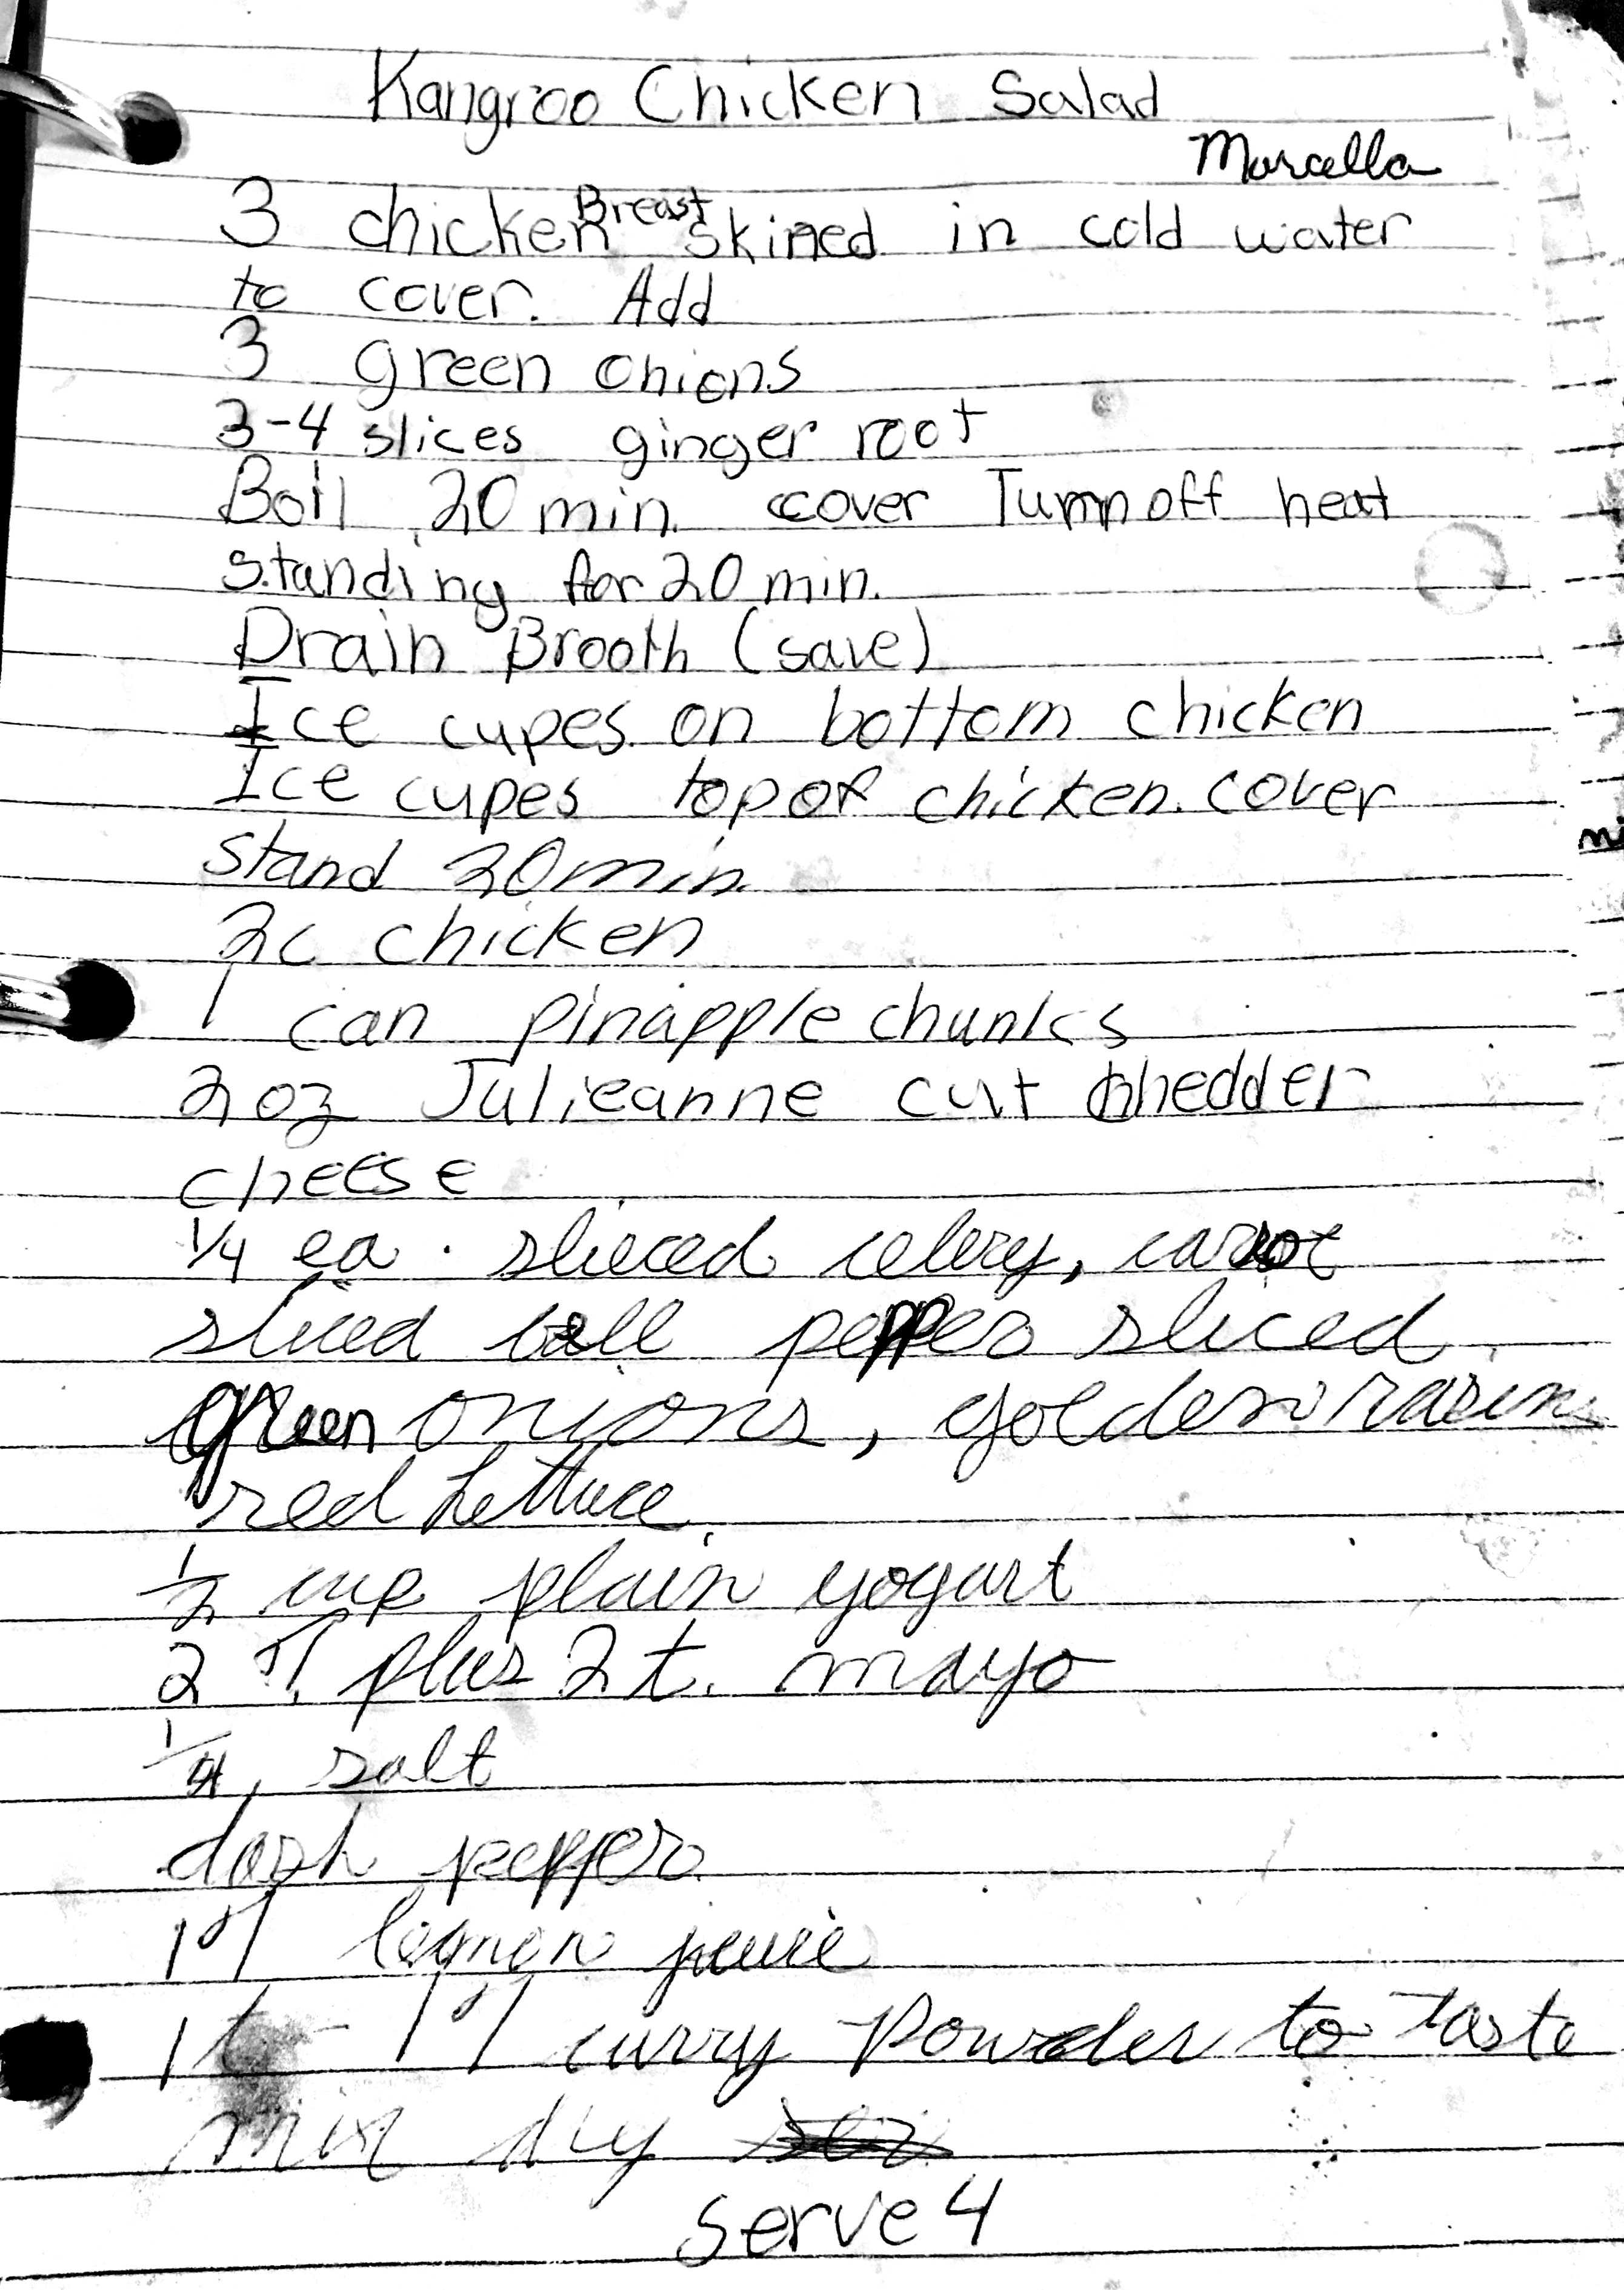 Kangroo Chicken Salad
Marcella
3 chicken Breast skined in cold water
to cover. Add
3 green onions
3-4 slices ginger root
Boil 20 min. cover Turn off heat
standing for 20 min.
Drain Brooth (save)
Ice cupes on bottom chicken
Ice cupes top of chicken. cover
stand 20 min.
2c chicken
1 can pinapple chunks
2 oz Julieanne cut chedder
cheese
1/4 ea. slieced celery, carrot
sliced bell pepper sliced
green onions, golden raisins
red Lettuce
1/2 cup plain yogurt
2 T. plus 2 t. mayo
1/4 salt
dash pepper
1 T lemon juice
1 t - 1 T curry Powder to taste
mix dry
serve 4